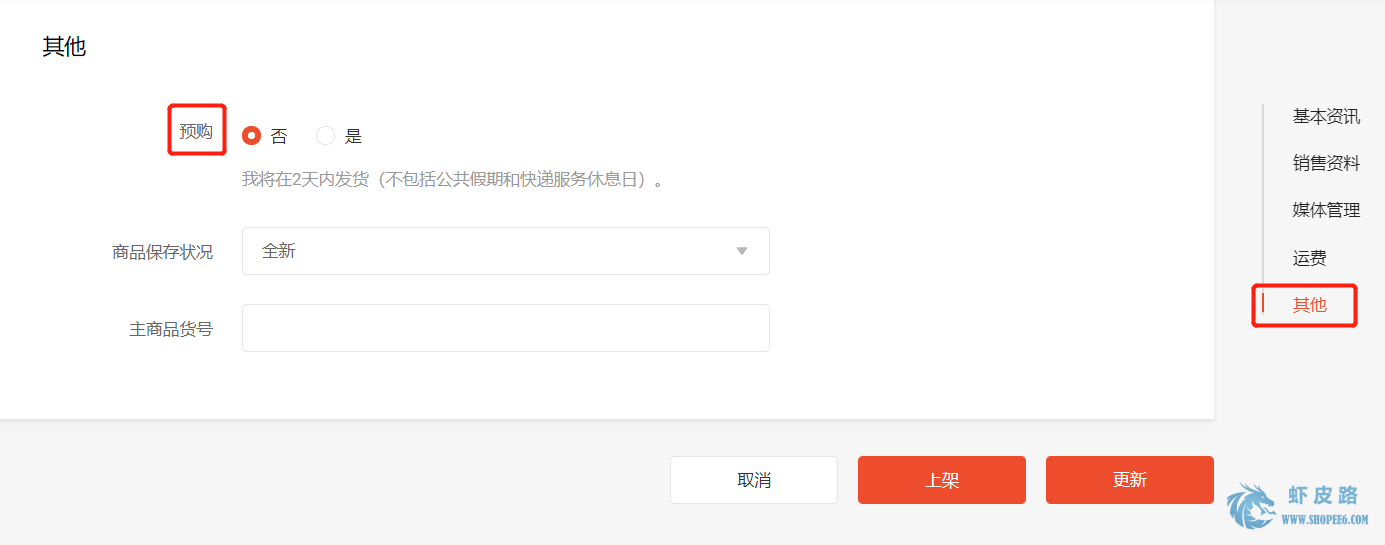 其他
预购
否
是
我将在2天内发货（不包括公共假期和快递服务休息日）。
商品保存状况
全新
主商品货号
取消
上架
更新
基本资讯
销售资料
媒体管理
运费
其他
虾皮路
WWW.SHOPEE6.COM